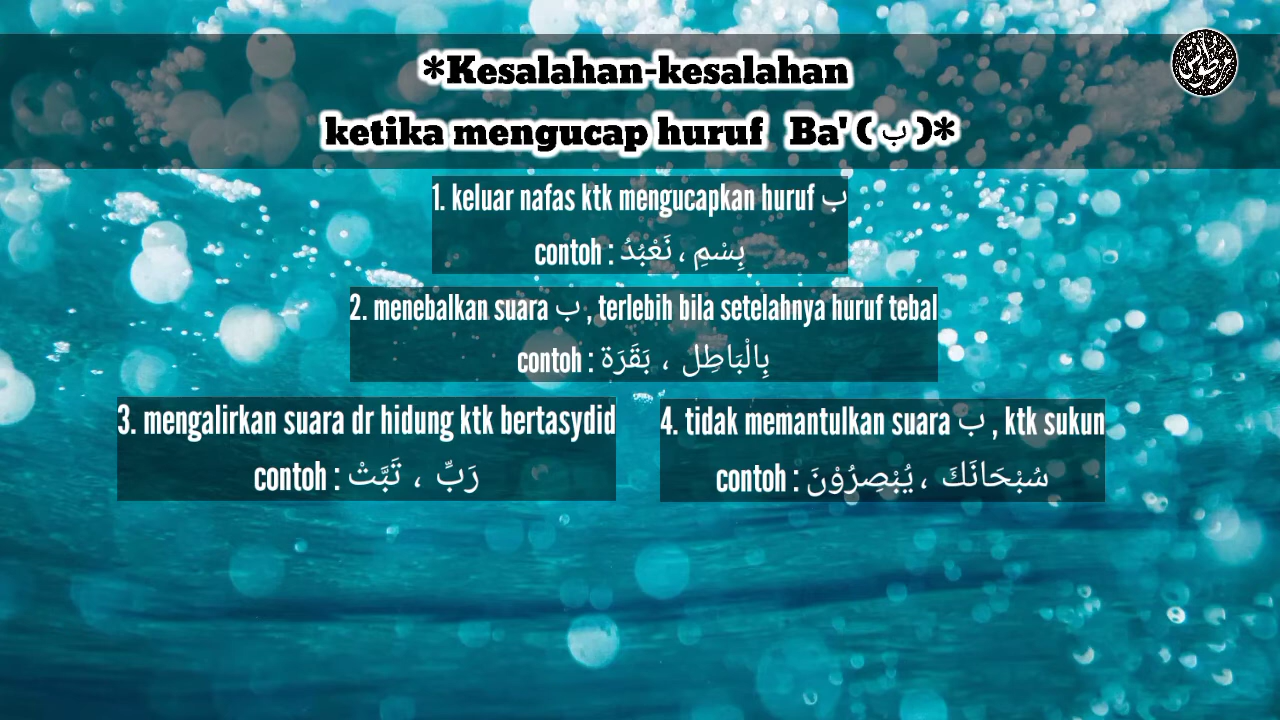 *Kesalahan-kesalahan
ketika mengucap huruf Ba' ( ب )*
1. keluar nafas ktk mengucapkan huruf ب
contoh : بِسْمِ ، نَعْبُدُ
2. menebalkan suara ب , terlebih bila setelahnya huruf tebal
contoh : بِالْبَاطِل ، بَقَرَة
3. mengalirkan suara dr hidung ktk bertasydid
contoh : رَبِّ ، تَبَّتْ
4. tidak memantulkan suara ب , ktk sukun
contoh : سُبْحَانَكَ ، يُبْصِرُوْنَ